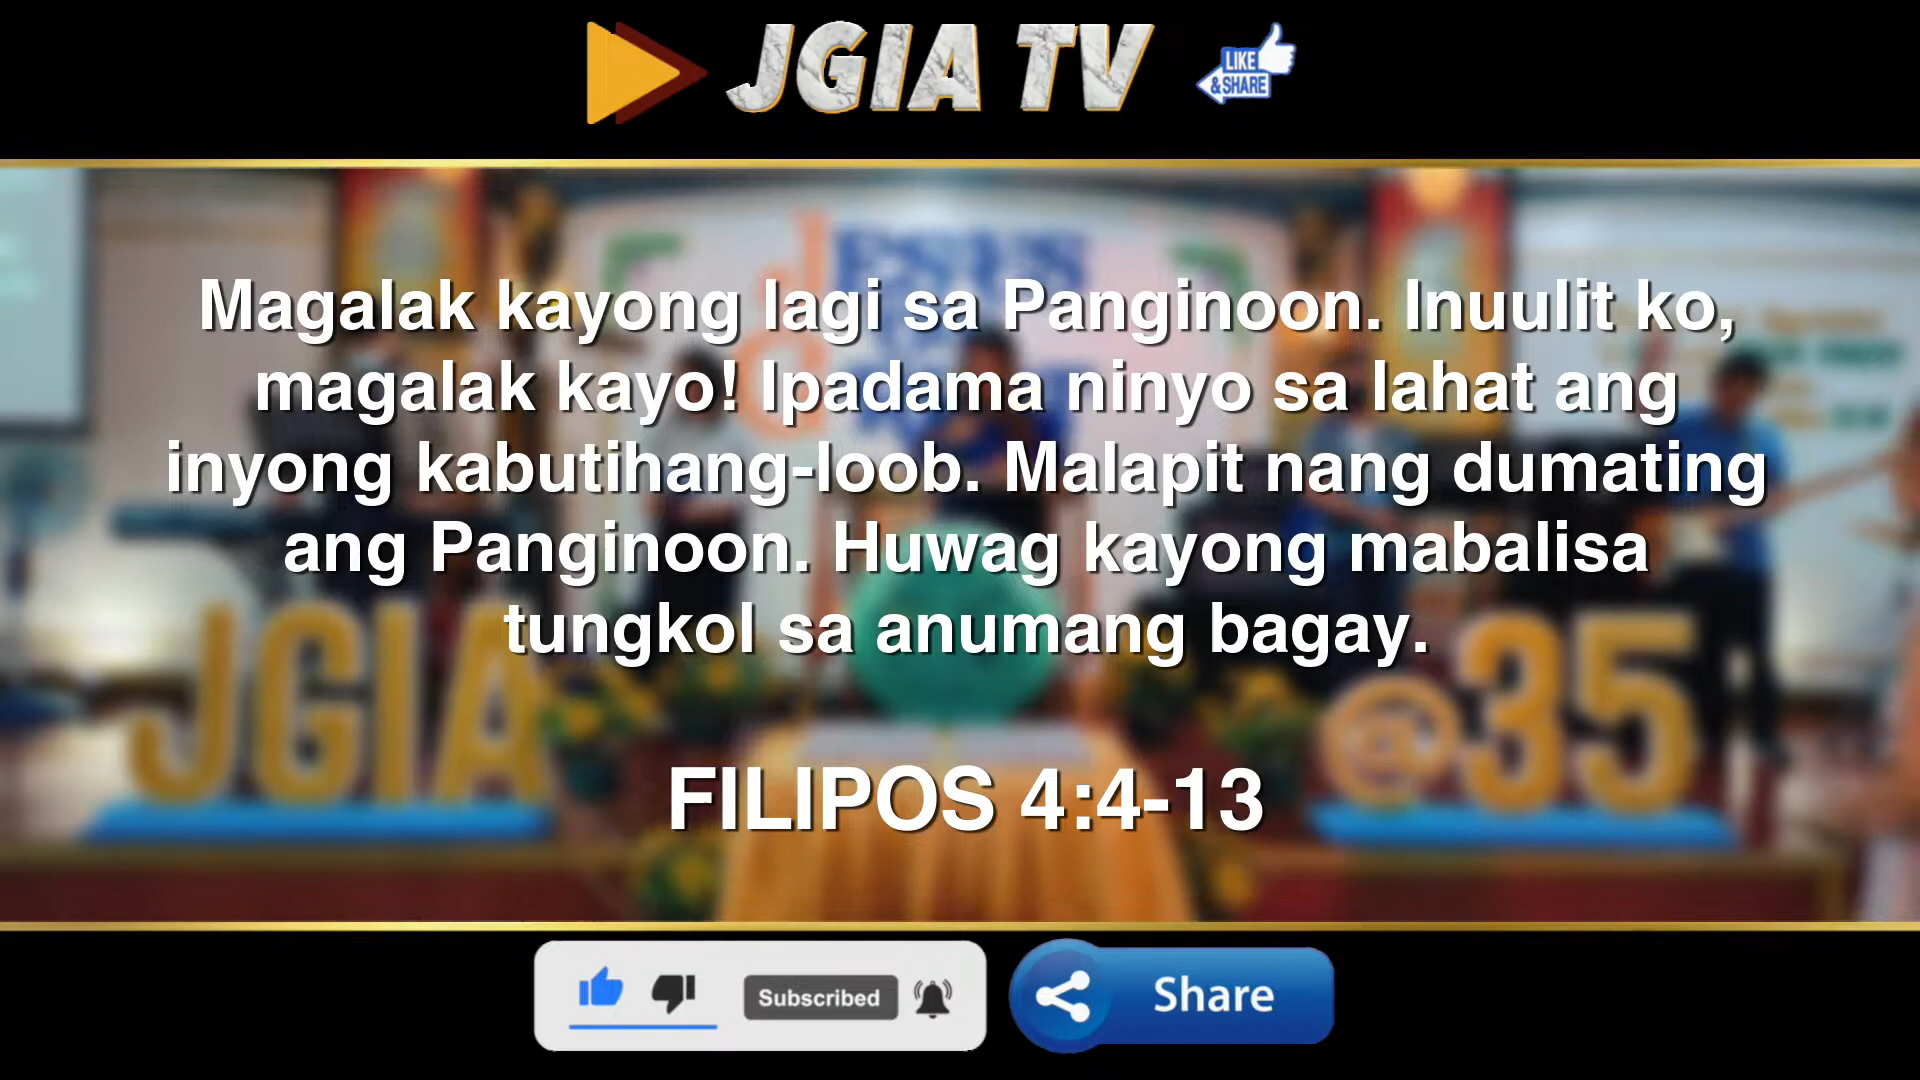 JGIA TV
LIKE
& SHARE
Magalak kayong lagi sa Panginoon. Inuulit ko,
magalak kayo! Ipadama ninyo sa lahat ang
inyong kabutihang-loob. Malapit nang dumating
ang Panginoon. Huwag kayong mabalisa
tungkol sa anumang bagay.
JGIA @35
FILIPOS 4:4-13
Subscribed
Share